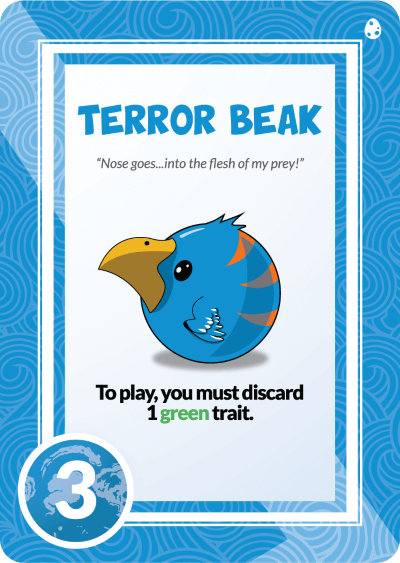 TERROR BEAK
“Nose goes...into the flesh of my prey!”
To play, you must discard
1 green trait.
3